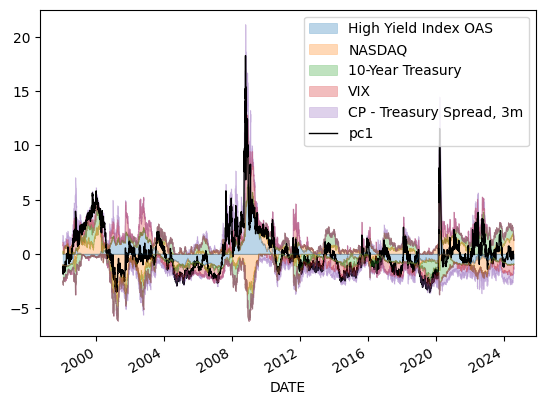 High Yield Index OAS
NASDAQ
10-Year Treasury
VIX
CP - Treasury Spread, 3m
pc1
20
15
10
5
0
−5
2000
2004
2008
2012
2016
2020
2024
DATE